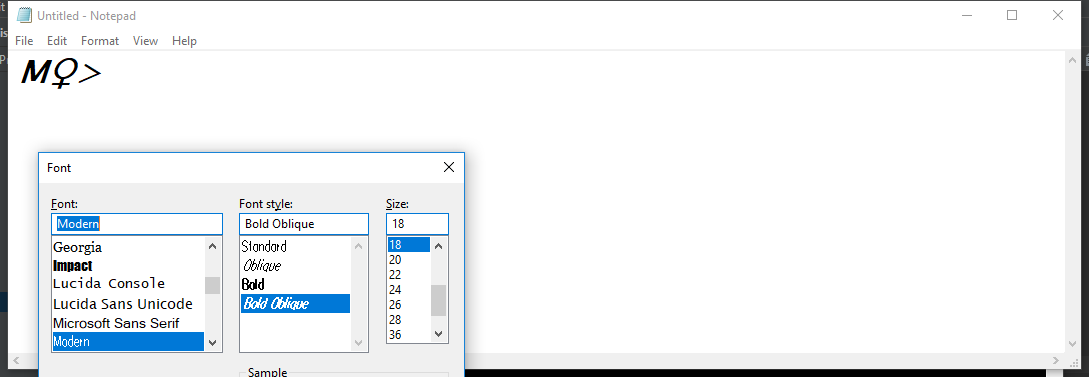 Untitled - Notepad
File Edit Format View Help
M♀>
Font
Font: Font style: Size:
Modern Bold Oblique 18
Georgia Standard 18
Impact Oblique 20
Lucida Console Bold 22
Lucida Sans Unicode Bold Oblique 24
Microsoft Sans Serif 26
Modern 28
36
Sample